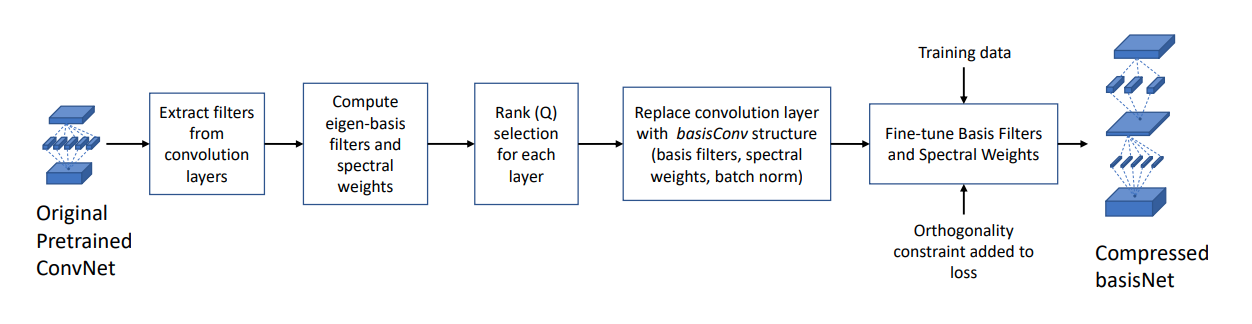 Original
Pretrained
ConvNet
Extract filters
from
convolution
layers
Compute
eigen-basis
filters and
spectral
weights
Rank (Q)
selection
for each
layer
Replace convolution layer
with basisConv structure
(basis filters, spectral
weights, batch norm)
Training data
Fine-tune Basis Filters
and Spectral Weights
Orthogonality
constraint added to
loss
Compressed
basisNet